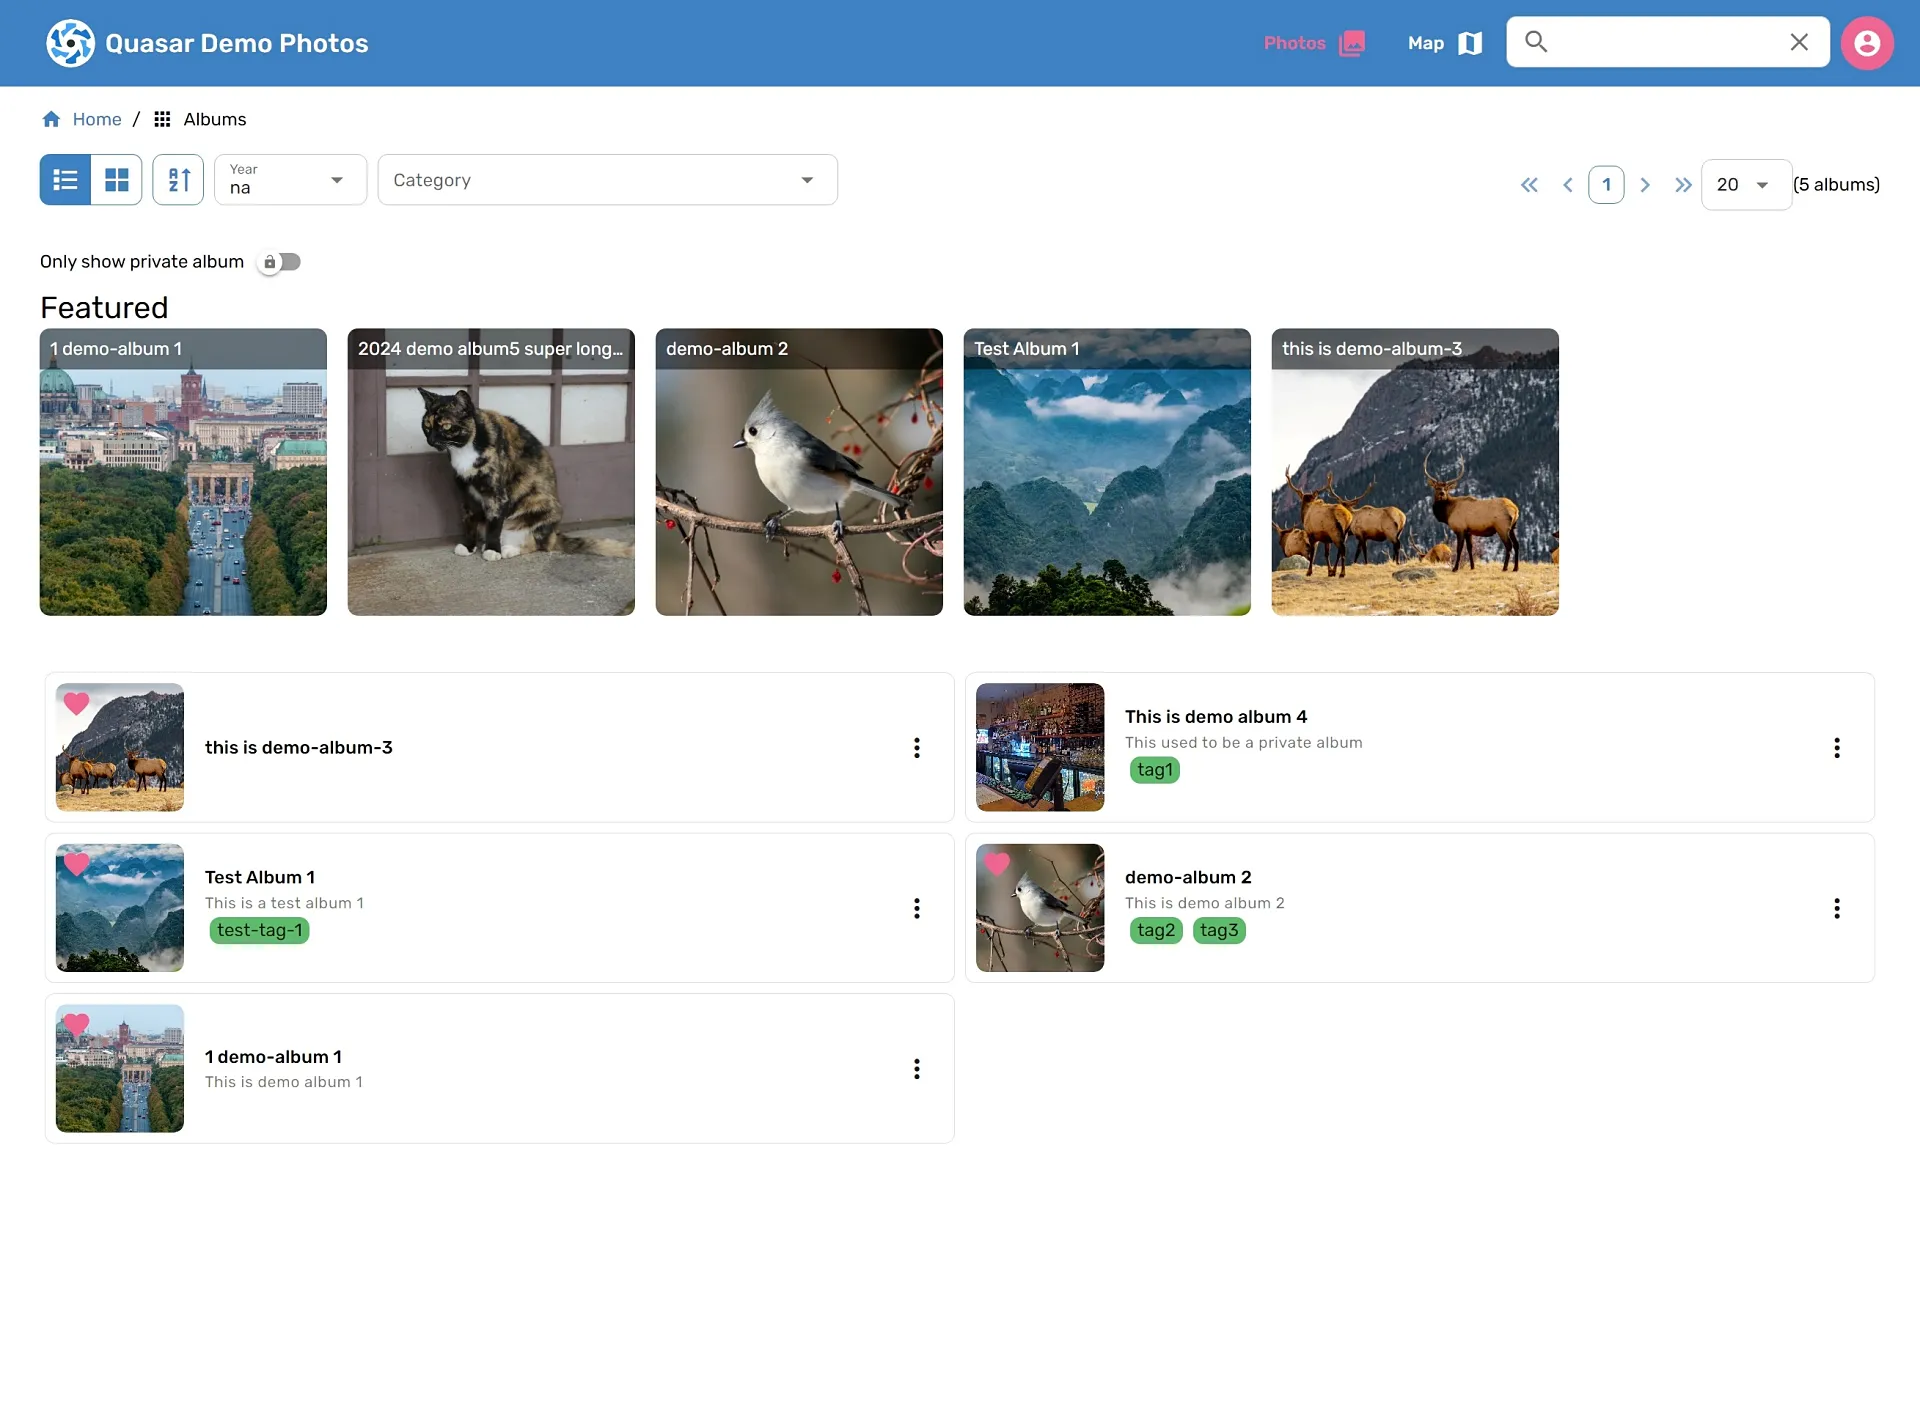 Quasar Demo Photos
Photos
Map
Home / Albums
Year
na
Category
1
20
(5 albums)
Only show private album
Featured
1 demo-album 1
2024 demo album5 super long...
demo-album 2
Test Album 1
this is demo-album-3
this is demo-album-3
This is demo album 4
This used to be a private album
tag1
Test Album 1
This is a test album 1
test-tag-1
demo-album 2
This is demo album 2
tag2 tag3
1 demo-album 1
This is demo album 1